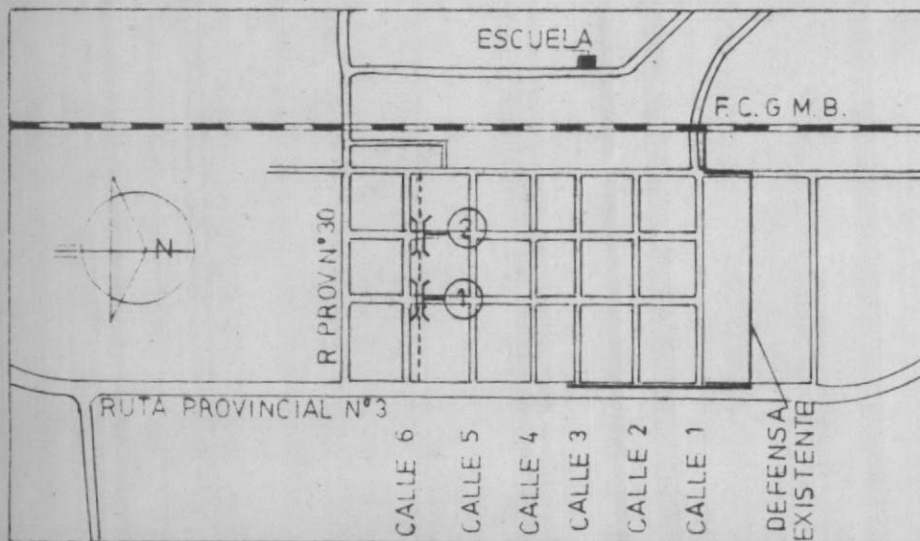 ESCUELA
F.C.G M.B.
N
R PROV Nº30
2
1
RUTA PROVINCIAL Nº3
CALLE 6
CALLE 5
CALLE 4
CALLE 3
CALLE 2
CALLE 1
DEFENSA
EXISTENTE